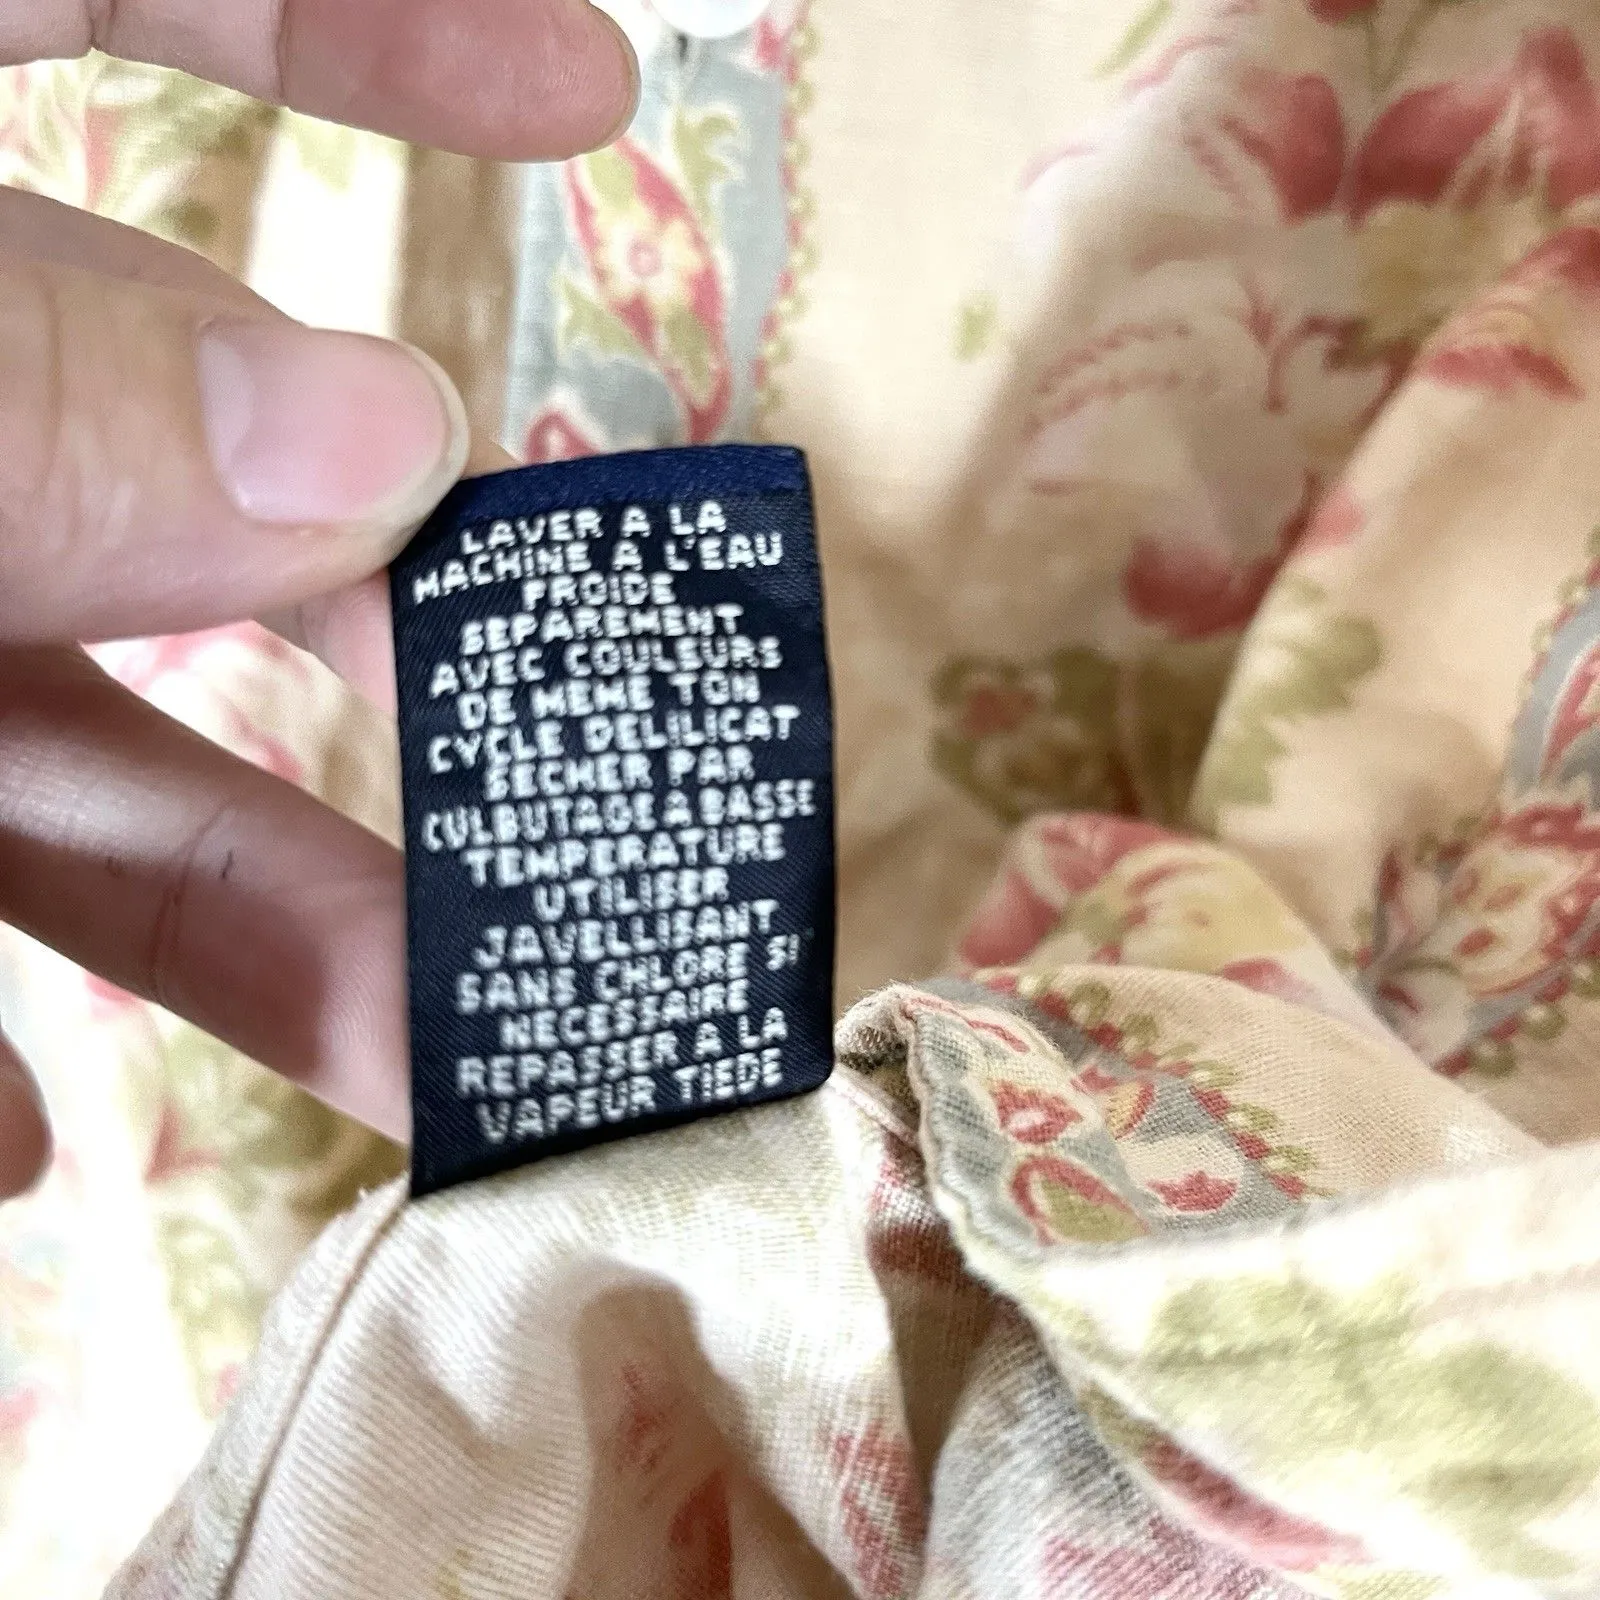 LAVER A LA
MACHINE A L'EAU
FROIDE
SEPAREMENT
AVEC COULEURS
DE MEME TON
CYCLE DELILICAT
SECHER PAR
CULBUTAGE A BASSE
TEMPERATURE
UTILISER
JAVELLISANT
SANS CHLORE SI
NECESSAIRE
REPASSER A LA
VAPEUR TIEDE